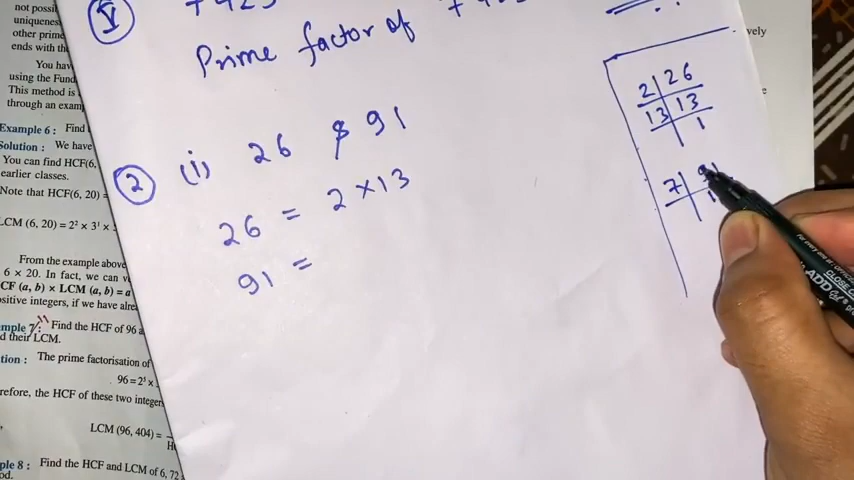 not possi
uniqueness
other prime
ends with the
You hav
using the Fund
This method is
through an exam
Example 6 : Find
Solution : We have
You can find HCF(6,
earlier classes.
Note that HCF(6, 20) =
LCM (6, 20) = 2² × 3¹ ×
From the example above
6 × 20. In fact, we can v
CF (a, b) × LCM (a, b) = a
ositive integers, if we have alre
mple 7 : Find the HCF of 96 a
d their LCM.
tion : The prime factorisation of
96 = 2⁵ ×
refore, the HCF of these two integer
LCM (96, 404) =
ple 8 : Find the HCF and LCM of 6, 72
od.
V
Prime factor of
2 (i) 26 & 91
26 = 2 × 13
91 =
2 | 26
13 | 13
1
7 | 91
1
vely
ADD